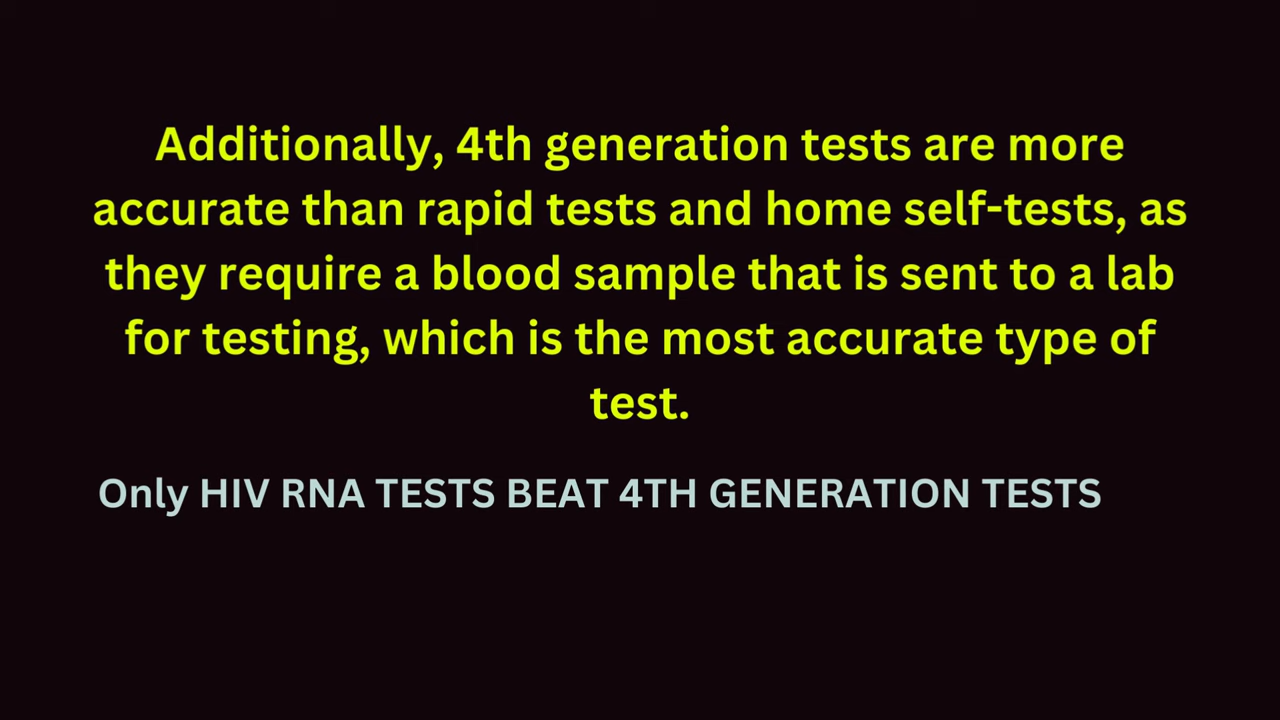 Additionally, 4th generation tests are more
accurate than rapid tests and home self-tests, as
they require a blood sample that is sent to a lab
for testing, which is the most accurate type of
test.
Only HIV RNA TESTS BEAT 4TH GENERATION TESTS